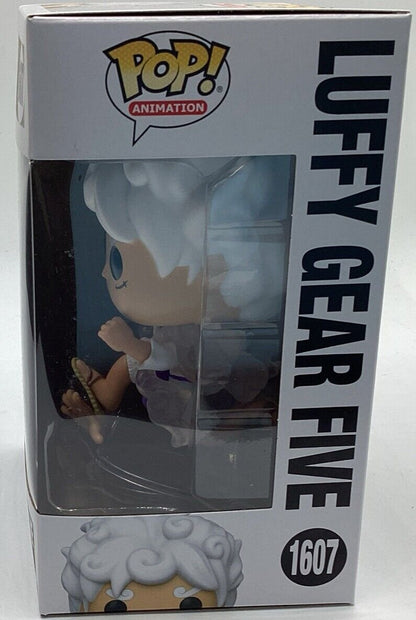 POP!
ANIMATION
LUFFY GEAR FIVE
1607